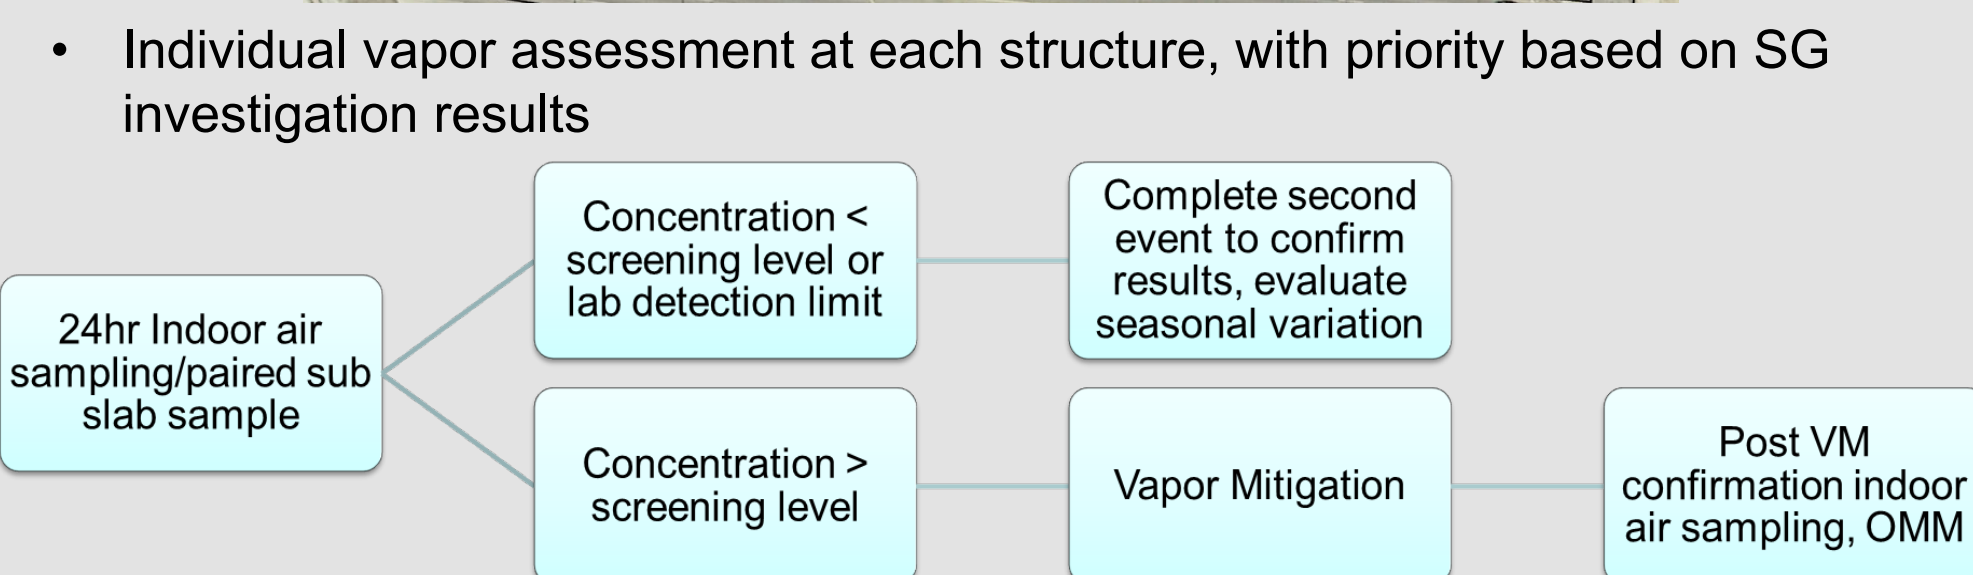 • Individual vapor assessment at each structure, with priority based on SG
investigation results
24hr Indoor air
sampling/paired sub
slab sample
Concentration <
screening level or
lab detection limit
Complete second
event to confirm
results, evaluate
seasonal variation
Concentration >
screening level
Vapor Mitigation
Post VM
confirmation indoor
air sampling, OMM